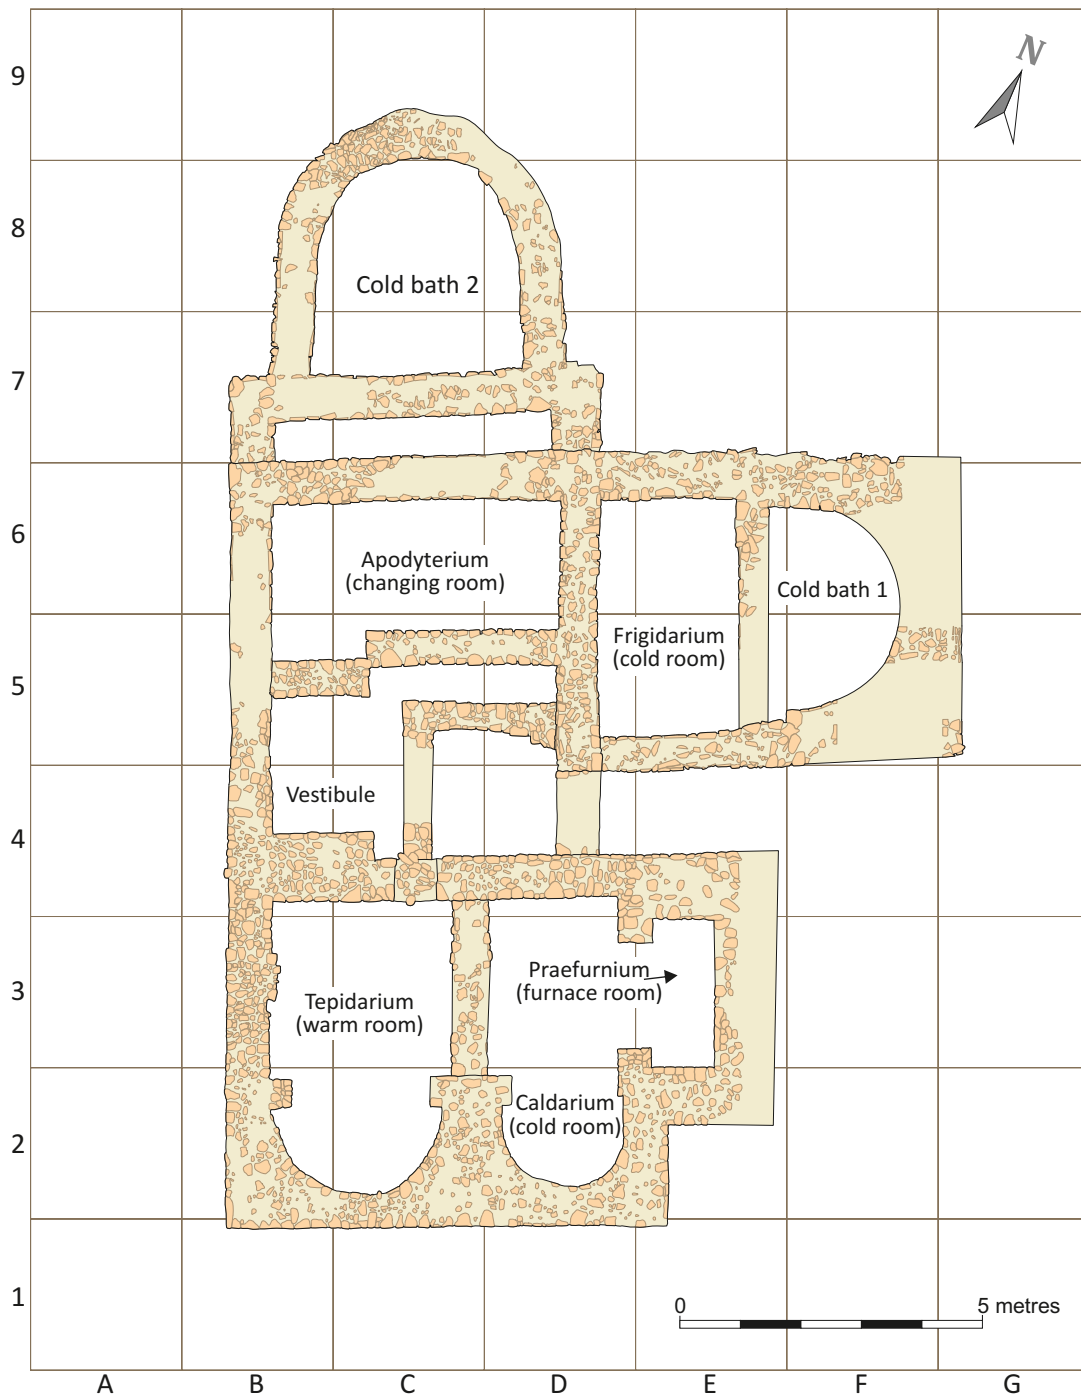 N
9
8
7
6
5
4
3
2
1
Cold bath 2
Apodyterium
(changing room)
Cold bath 1
Frigidarium
(cold room)
Vestibule
Praefurnium
(furnace room)
Tepidarium
(warm room)
Caldarium
(cold room)
0 5 metres
A B C D E F G